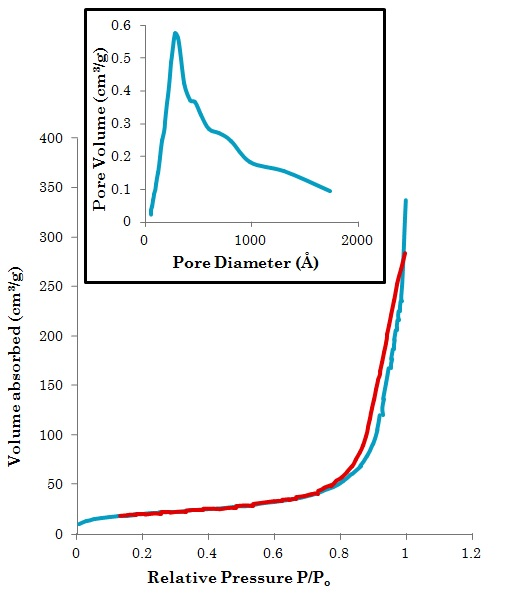 0.6
0.5
0.4
0.3
0.2
0.1
0
0 1000 2000
Pore Volume (cm³/g)
Pore Diameter (Å)
400
350
300
250
200
150
100
50
0
0 0.2 0.4 0.6 0.8 1 1.2
Volume absorbed (cm³/g)
Relative Pressure P/Pₒ